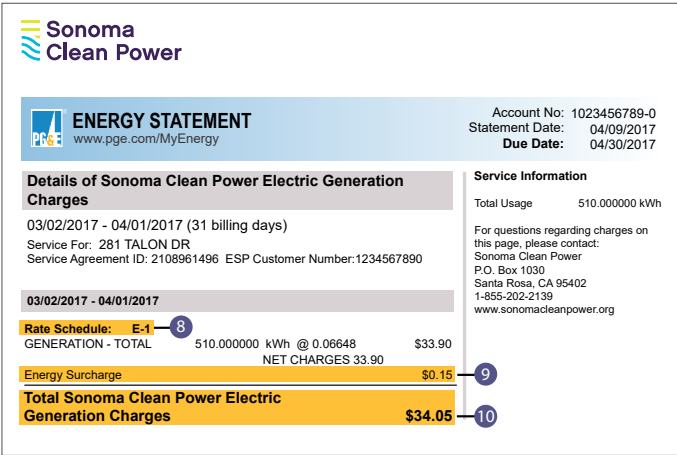 Sonoma
Clean Power
PG&E
ENERGY STATEMENT
www.pge.com/MyEnergy
Account No: 1023456789-0
Statement Date: 04/09/2017
Due Date: 04/30/2017
Details of Sonoma Clean Power Electric Generation
Charges
03/02/2017 - 04/01/2017 (31 billing days)
Service For: 281 TALON DR
Service Agreement ID: 2108961496 ESP Customer Number:1234567890
03/02/2017 - 04/01/2017
Rate Schedule: E-1 8
GENERATION - TOTAL 510.000000 kWh @ 0.06648 $33.90
NET CHARGES 33.90
Energy Surcharge $0.15 9
Total Sonoma Clean Power Electric
Generation Charges $34.05 10
Service Information
Total Usage 510.000000 kWh
For questions regarding charges on
this page, please contact:
Sonoma Clean Power
P.O. Box 1030
Santa Rosa, CA 95402
1-855-202-2139
www.sonomacleanpower.org